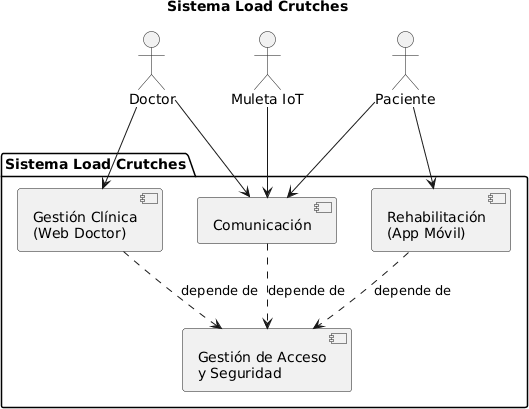 Sistema Load Crutches
Doctor
Muleta IoT
Paciente
Sistema Load Crutches
Gestión Clínica
(Web Doctor)
Comunicación
Rehabilitación
(App Móvil)
depende de
depende de
depende de
Gestión de Acceso
y Seguridad